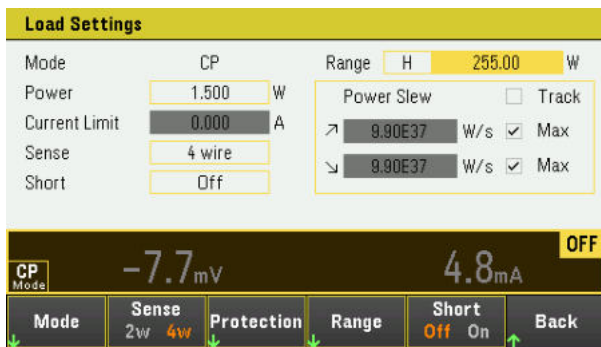 Load Settings
Mode CP Range H 255.00 W
Power 1.500 W Power Slew Track
Current Limit 0.000 A 9.90E37 W/s Max
Sense 4 wire 9.90E37 W/s Max
Short Off
OFF
CP Mode -7.7mV 4.8mA
Mode Sense 2w 4w Protection Range Short Off On Back